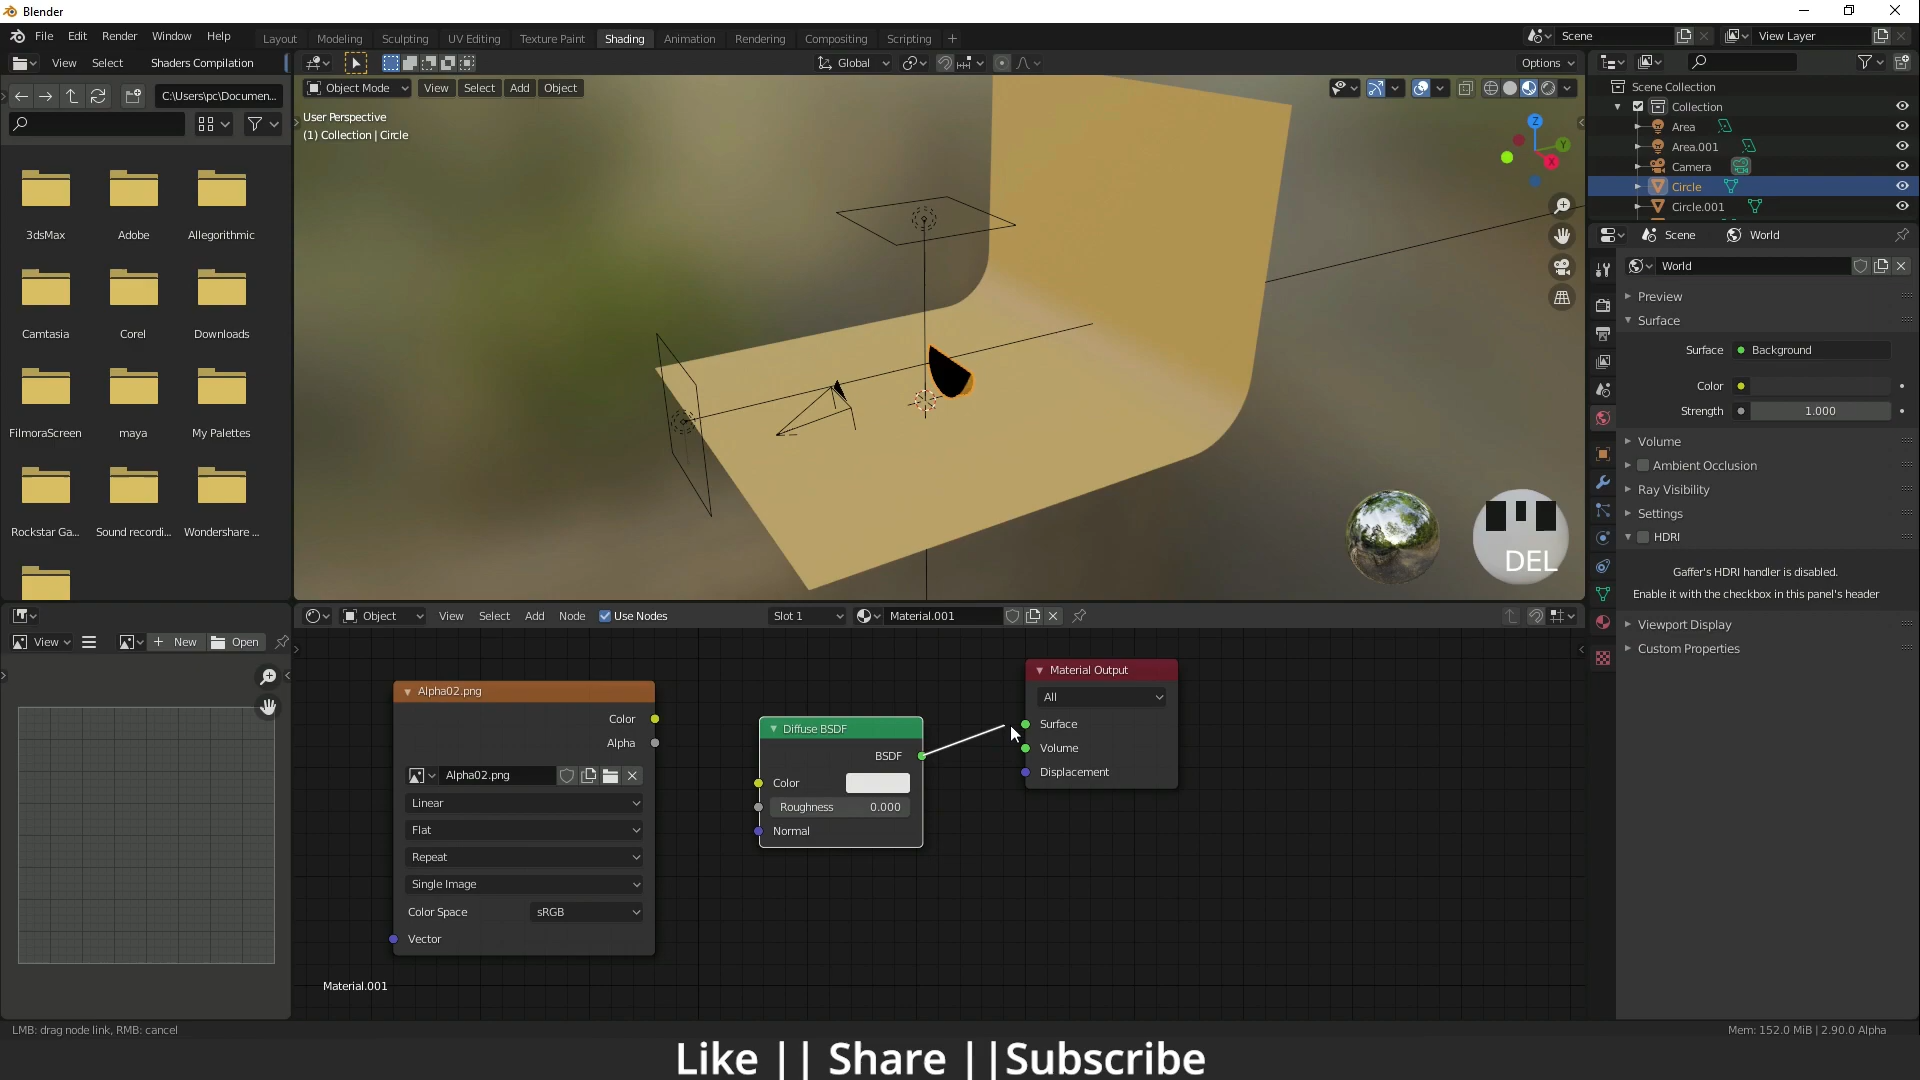 Blender
File Edit Render Window Help Layout Modeling Sculpting UV Editing Texture Paint Shading Animation Rendering Compositing Scripting + Scene View Layer
View Select Shaders Compilation Global Options
C:\Users\pc\Documen... Object Mode View Select Add Object
User Perspective
(1) Collection | Circle
Scene Collection
Collection
Area
Area.001
Camera
Circle
Circle.001
3dsMax Adobe Allegorithmic
Camtasia Corel Downloads
FilmoraScreen maya My Palettes
Rockstar Ga... Sound recordi... Wondershare ...
Z
Y
X
DEL
Scene World
World
Preview
Surface
Surface Background
Color
Strength 1.000
Volume
Ambient Occlusion
Ray Visibility
Settings
HDRI
Gaffer's HDRI handler is disabled.
Enable it with the checkbox in this panel's header
Viewport Display
Custom Properties
Object View Select Add Node Use Nodes Slot 1 Material.001
View + New Open
Alpha02.png
Color
Alpha
Alpha02.png
Linear
Flat
Repeat
Single Image
Color Space sRGB
Vector
Diffuse BSDF
BSDF
Color
Roughness 0.000
Normal
Material Output
All
Surface
Volume
Displacement
Material.001
LMB: drag node link, RMB: cancel
Mem: 152.0 MiB | 2.90.0 Alpha
Like || Share ||Subscribe